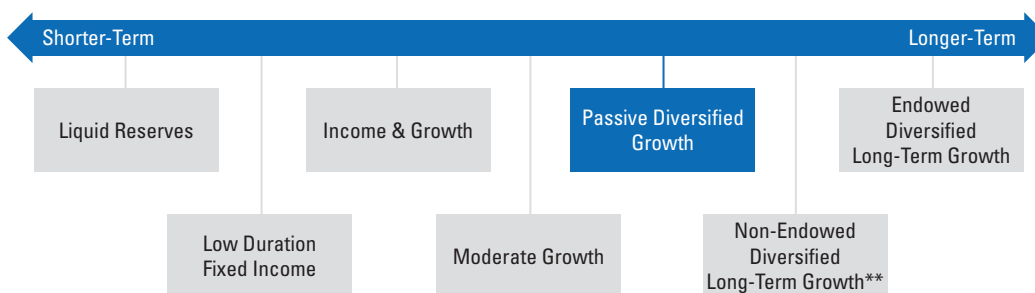 Shorter-Term
Longer-Term
Liquid Reserves
Income & Growth
Passive Diversified
Growth
Endowed
Diversified
Long-Term Growth
Low Duration
Fixed Income
Moderate Growth
Non-Endowed
Diversified
Long-Term Growth**